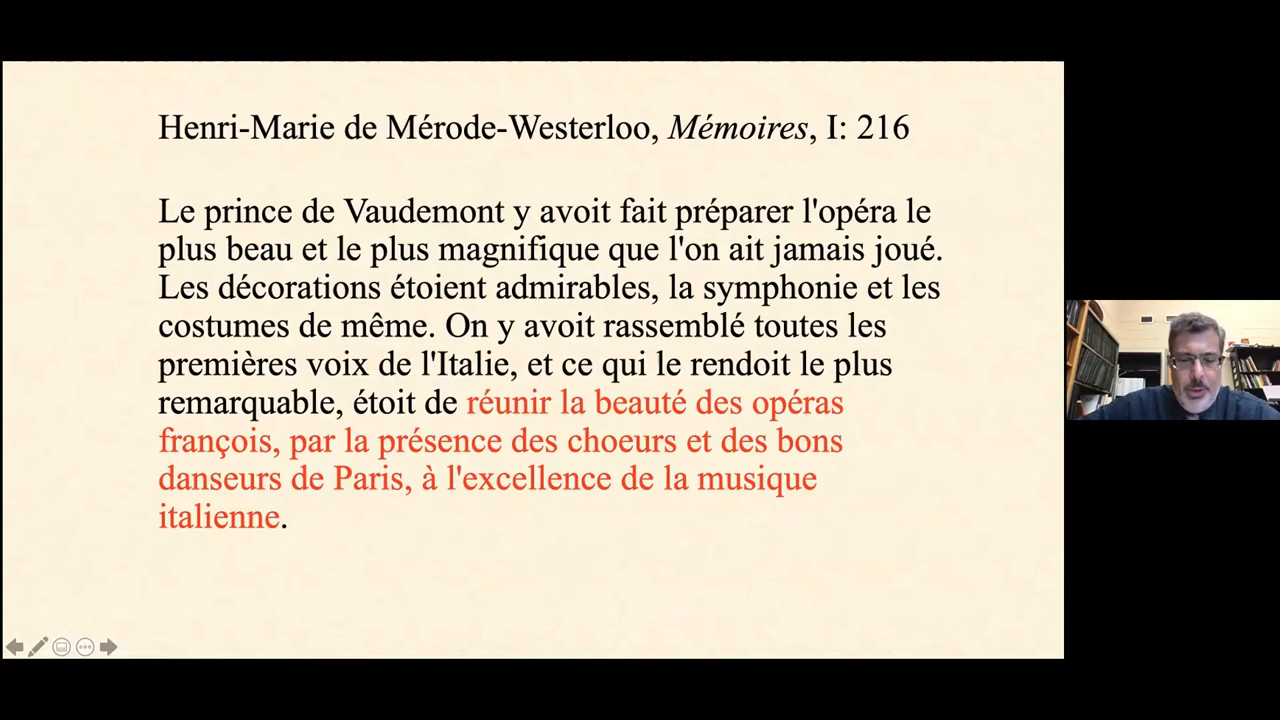 Henri-Marie de Mérode-Westerloo, Mémoires, I: 216
Le prince de Vaudemont y avoit fait préparer l'opéra le
plus beau et le plus magnifique que l'on ait jamais joué.
Les décorations étoient admirables, la symphonie et les
costumes de même. On y avoit rassemblé toutes les
premières voix de l'Italie, et ce qui le rendoit le plus
remarquable, étoit de réunir la beauté des opéras
françois, par la présence des choeurs et des bons
danseurs de Paris, à l'excellence de la musique
italienne.